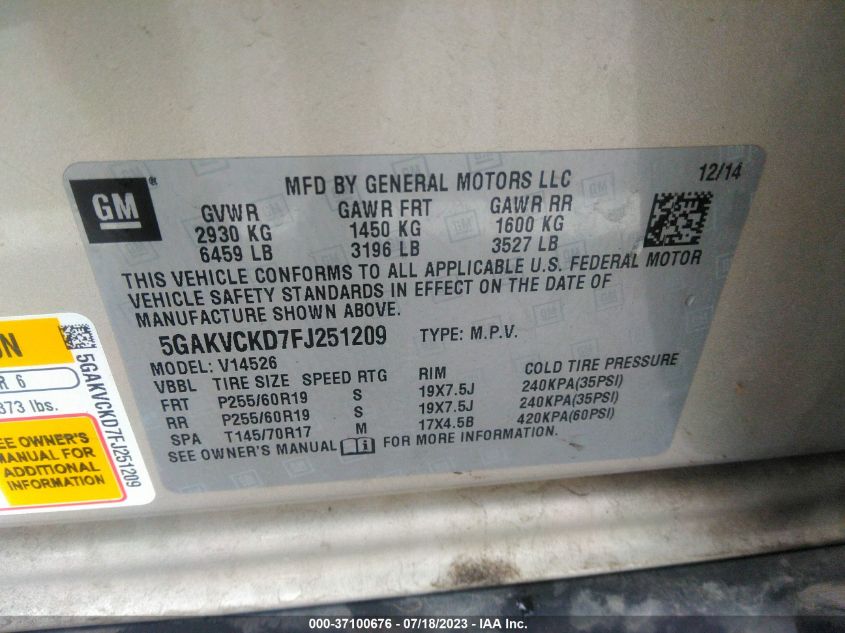 GM
®
MFD BY GENERAL MOTORS LLC
12/14
GVWR GAWR FRT GAWR RR
2930 KG 1450 KG 1600 KG
6459 LB 3196 LB 3527 LB
THIS VEHICLE CONFORMS TO ALL APPLICABLE U.S. FEDERAL MOTOR
VEHICLE SAFETY STANDARDS IN EFFECT ON THE DATE OF
MANUFACTURE SHOWN ABOVE.
5GAKVCKD7FJ251209 TYPE: M.P.V.
MODEL: V14526
VBBL TIRE SIZE SPEED RTG RIM COLD TIRE PRESSURE
FRT P255/60R19 S 19X7.5J 240KPA(35PSI)
RR P255/60R19 S 19X7.5J 240KPA(35PSI)
SPA T145/70R17 M 17X4.5B 420KPA(60PSI)
SEE OWNER'S MANUAL FOR MORE INFORMATION.
R 6
373 lbs.
SEE OWNER'S
MANUAL FOR
ADDITIONAL
INFORMATION
5GAKVCKD7FJ251209
000-37100676 - 07/18/2023 - IAA Inc.